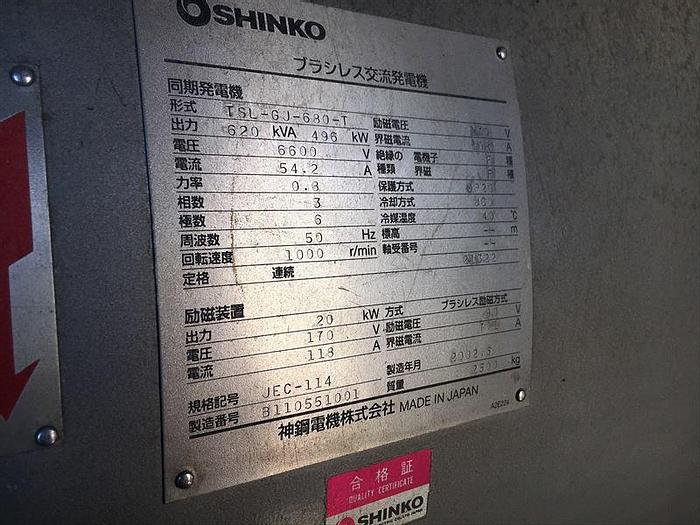 SHINKO
ブラシレス交流発電機
同期発電機
形式 TSL-GJ-680-T 励磁電圧 V
出力 620 kVA 496 kW 界磁電流 A
電圧 6600 V 絶縁の 電機子 F 種
電流 54.2 A 種類 界磁 F 種
力率 0.8 保護方式
相数 3 冷却方式
極数 6 冷媒温度 40 ℃
周波数 50 Hz 標高 -- m
回転速度 1000 r/min 軸受番号 --
定格 連続
励磁装置
出力 20 kW 方式 ブラシレス励磁方式
電圧 170 V 励磁電圧 V
電流 118 A 界磁電流 A
規格記号 JEC-114 製造年月 2002.
製造番号 B110551001 質量 kg
神鋼電機株式会社 MADE IN JAPAN
A2E224
合格証
QUALITY CERTIFICATE
SHINKO